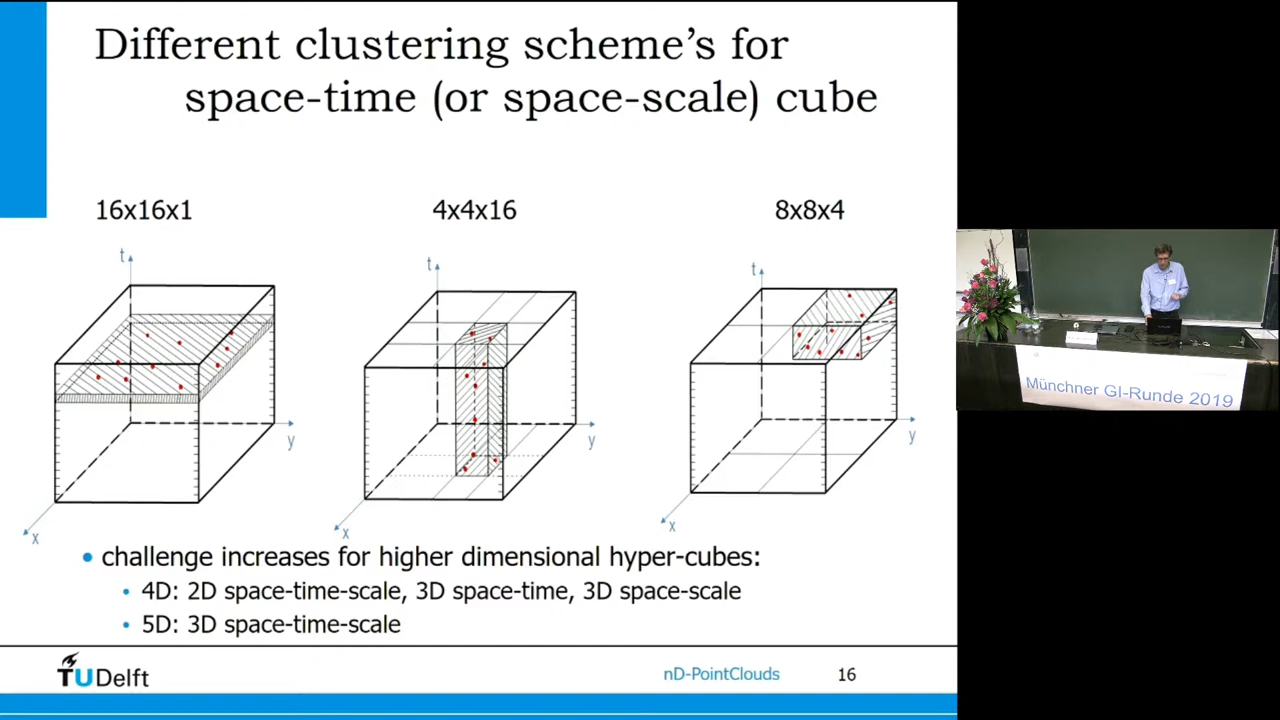 Different clustering scheme's for
space-time (or space-scale) cube
16x16x1
4x4x16
8x8x4
t
t
t
y
y
y
x
x
x
• challenge increases for higher dimensional hyper-cubes:
• 4D: 2D space-time-scale, 3D space-time, 3D space-scale
• 5D: 3D space-time-scale
TUDelft
nD-PointClouds
16
Münchner GI-Runde 2019